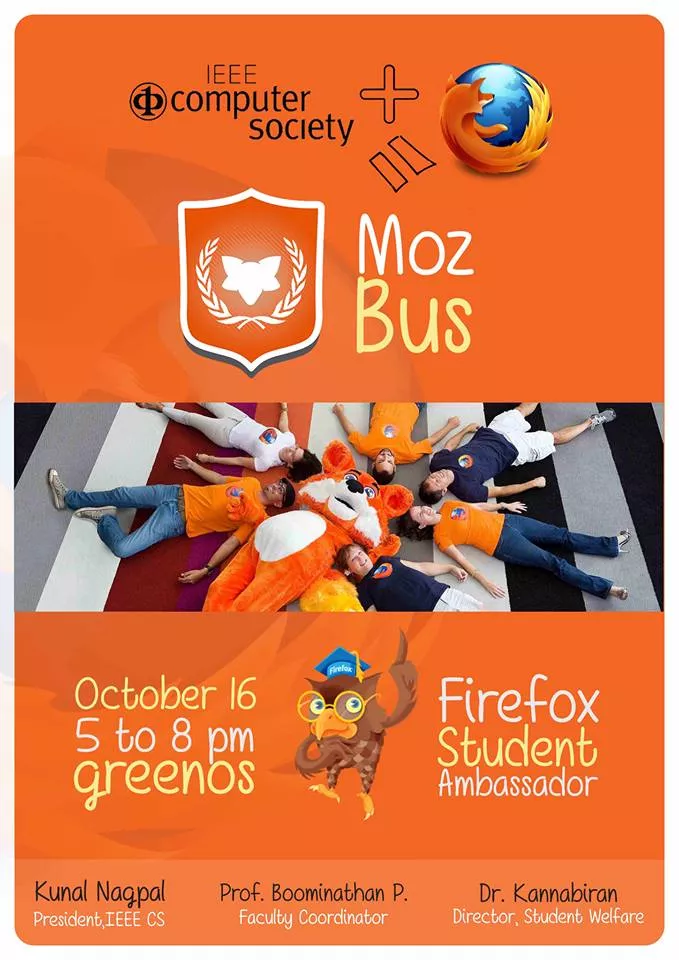 IEEE
computer
society
Moz
Bus
October 16
5 to 8 pm
greenos
Firefox
Firefox
Student
Ambassador
Kunal Nagpal
President,IEEE CS
Prof. Boominathan P.
Faculty Coordinator
Dr. Kannabiran
Director, Student Welfare